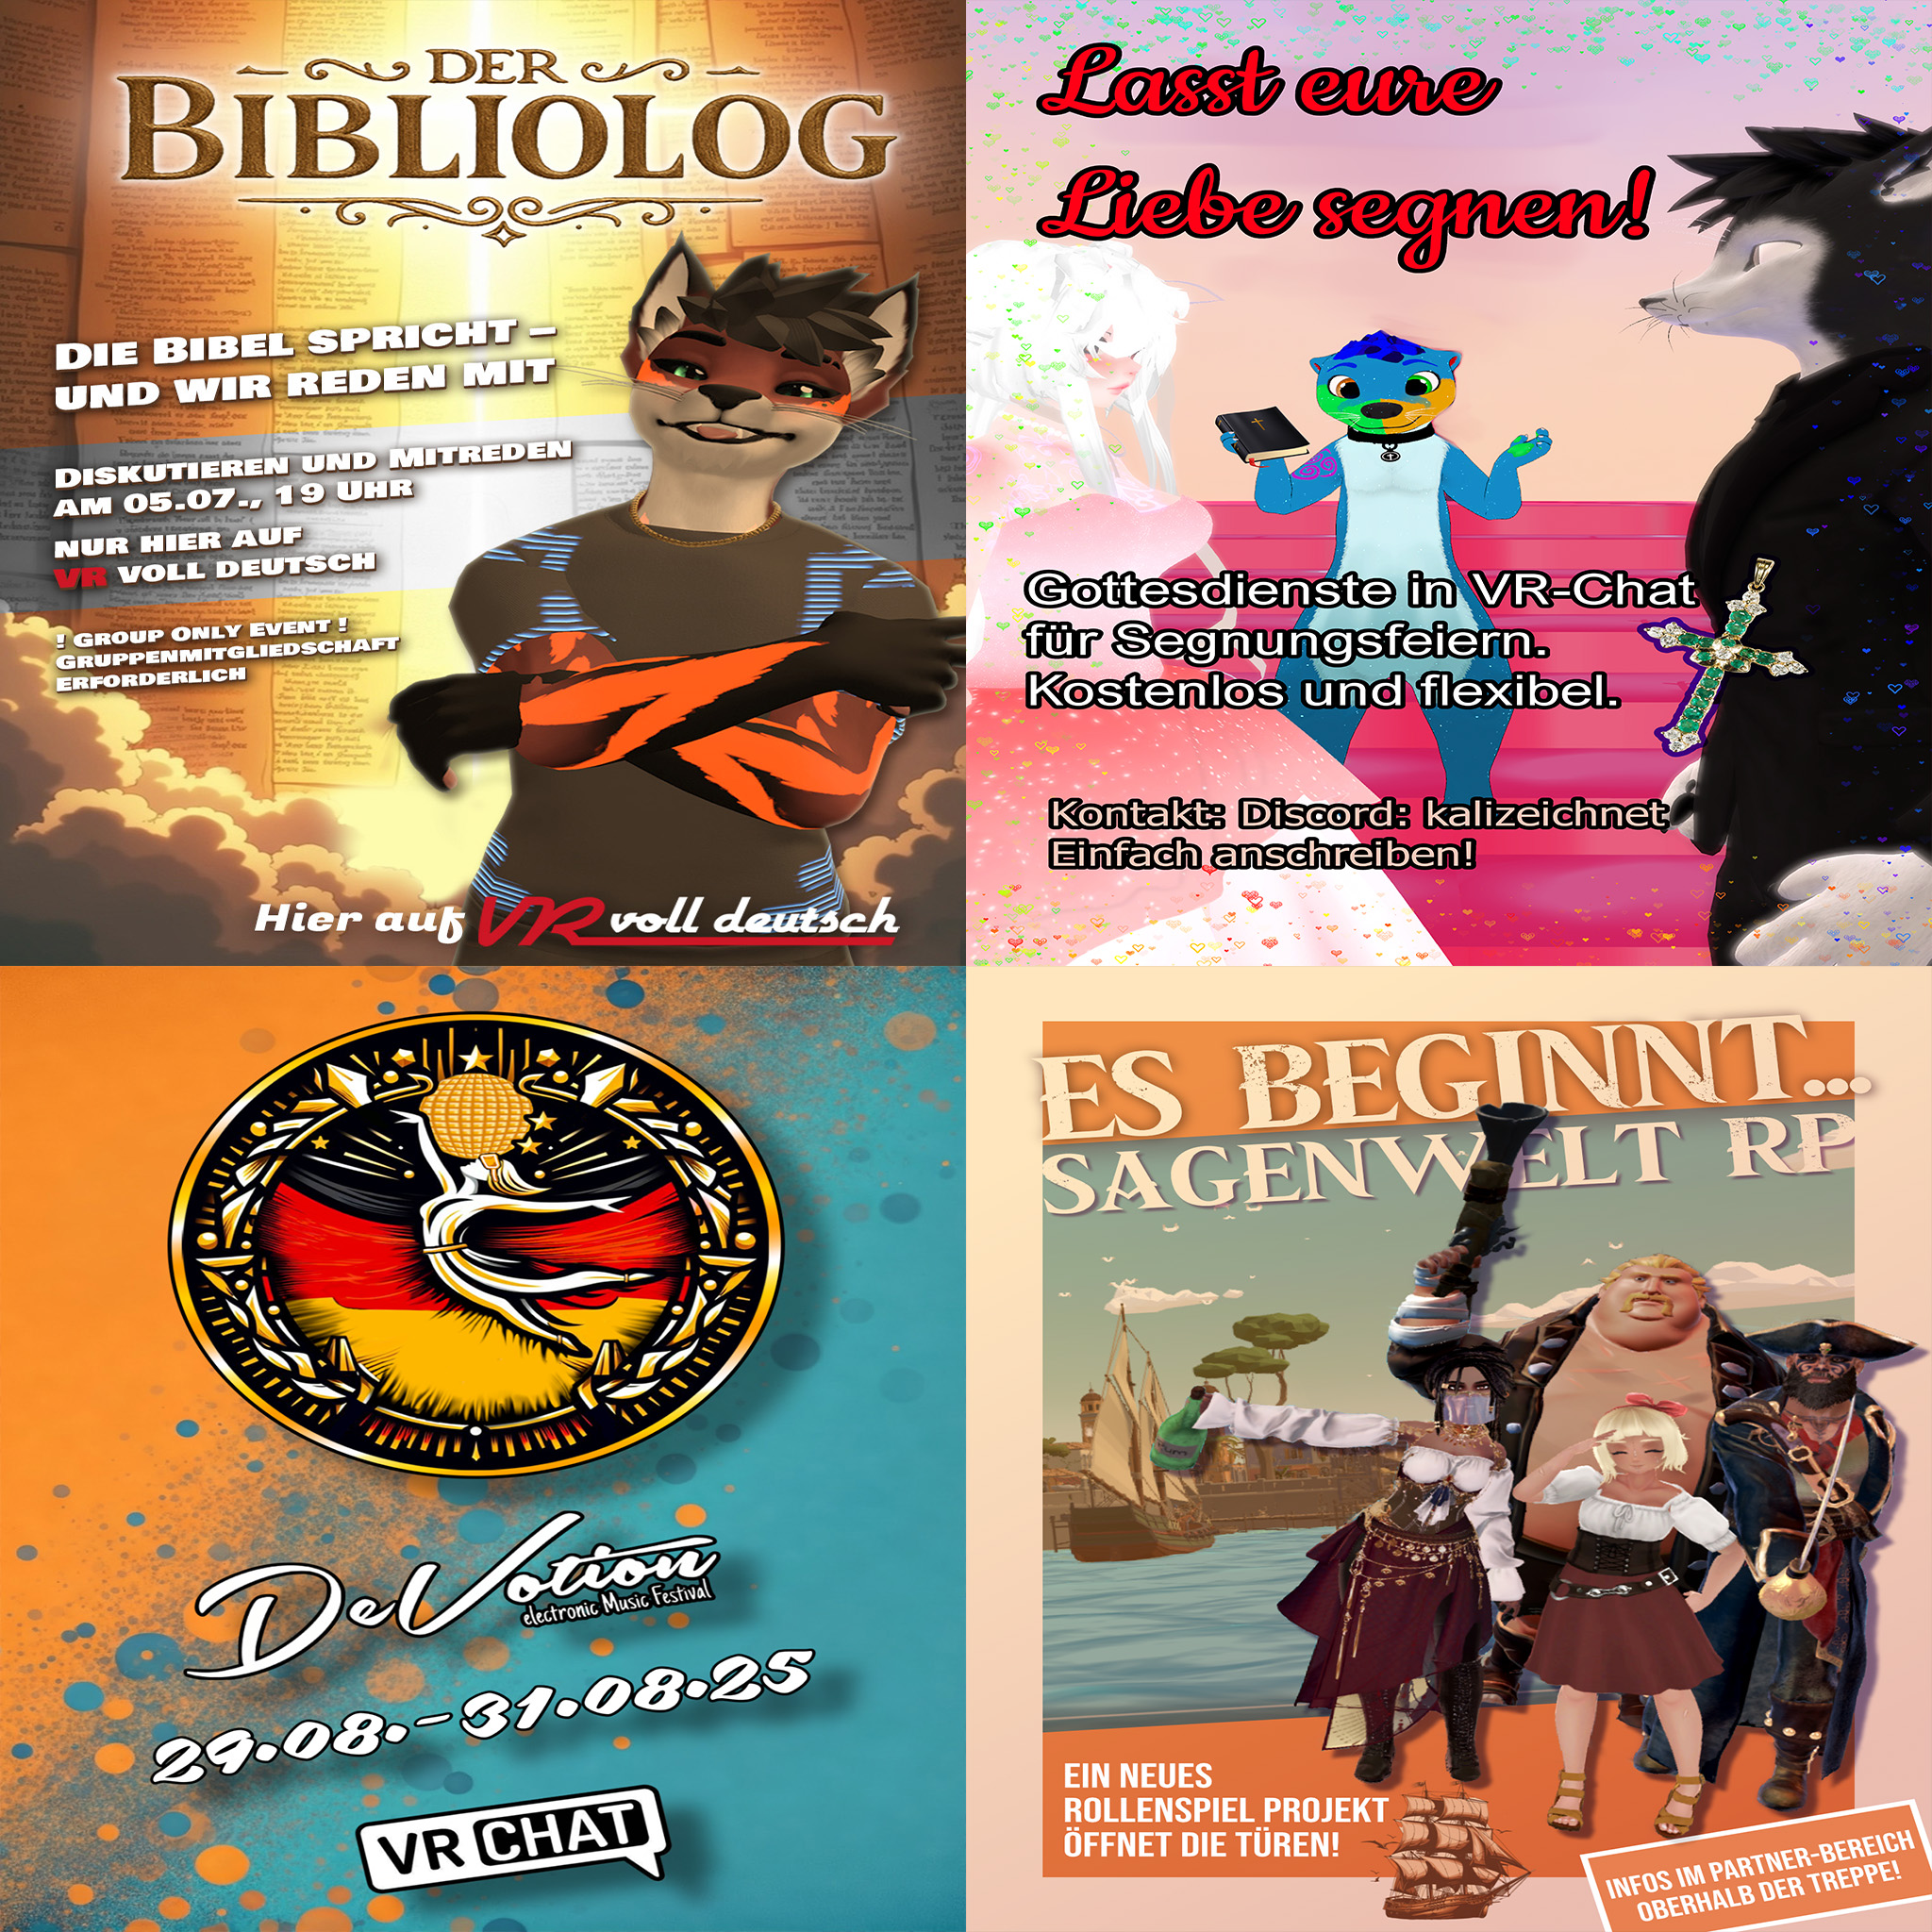 DER
BIBLIOLOG
DIE BIBEL SPRICHT –
UND WIR REDEN MIT
DISKUTIEREN UND MITREDEN
AM 05.07., 19 UHR
NUR HIER AUF
VR VOLL DEUTSCH
! GROUP ONLY EVENT !
GRUPPENMITGLIEDSCHAFT
ERFORDERLICH
Hier auf VR voll deutsch
Lasst eure
Liebe segnen!
Gottesdienste in VR-Chat
für Segnungsfeiern.
Kostenlos und flexibel.
Kontakt: Discord: kalizeichnet
Einfach anschreiben!
DeVotion
electronic Music Festival
29.08.-31.08.25
VRCHAT
ES BEGINNT...
SAGENWELT RP
EIN NEUES
ROLLENSPIEL PROJEKT
ÖFFNET DIE TÜREN!
INFOS IM PARTNER-BEREICH
OBERHALB DER TREPPE!